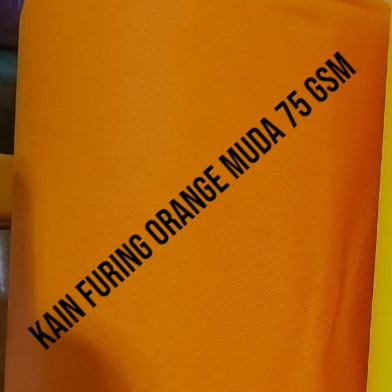 KAIN FURING ORANGE MUDA 75 GSM